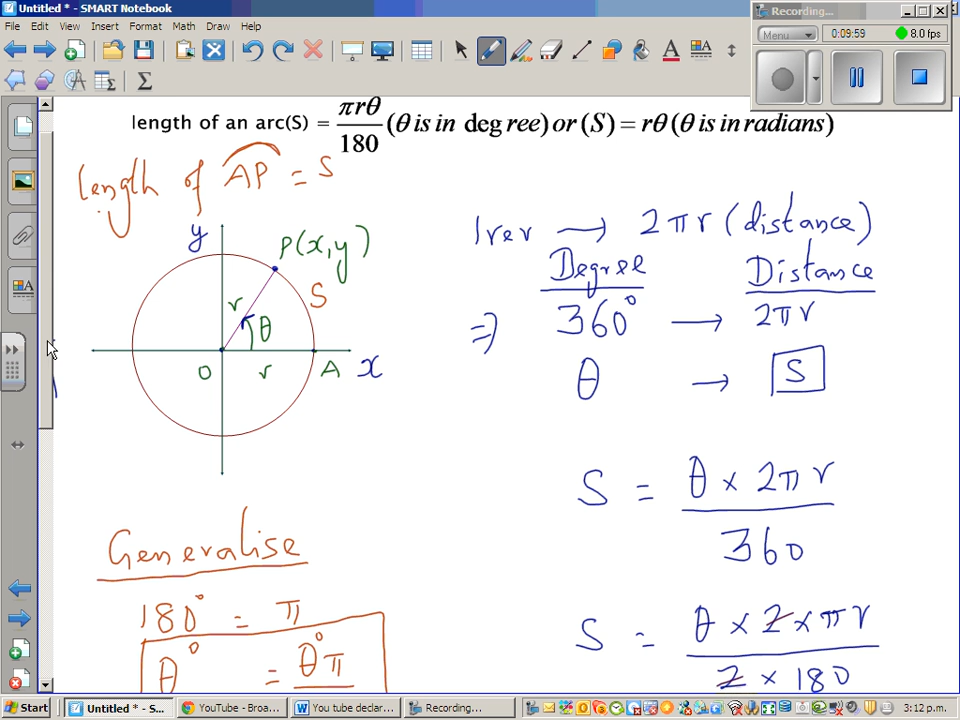 Untitled * - SMART Notebook
File Edit View Insert Format Math Draw Help
Recording...
Menu
0:09:59
8.0 fps
length of an arc(S) = πrθ/180 (θ is in degree) or (S) = rθ (θ is in radians)
length of AP = S
y
P(x,y)
r
S
θ
O
r
A
x
1rev → 2πr (distance)
Degree Distance
⇒ 360° → 2πr
θ → S
S = θ × 2πr / 360
Generalise
180° = π
θ° = θ°π
S = θ × 2 × πr / 2 × 180
Start
Untitled * - SMART ...
YouTube - Broa...
You tube declar...
Recording...
3:12 p.m.